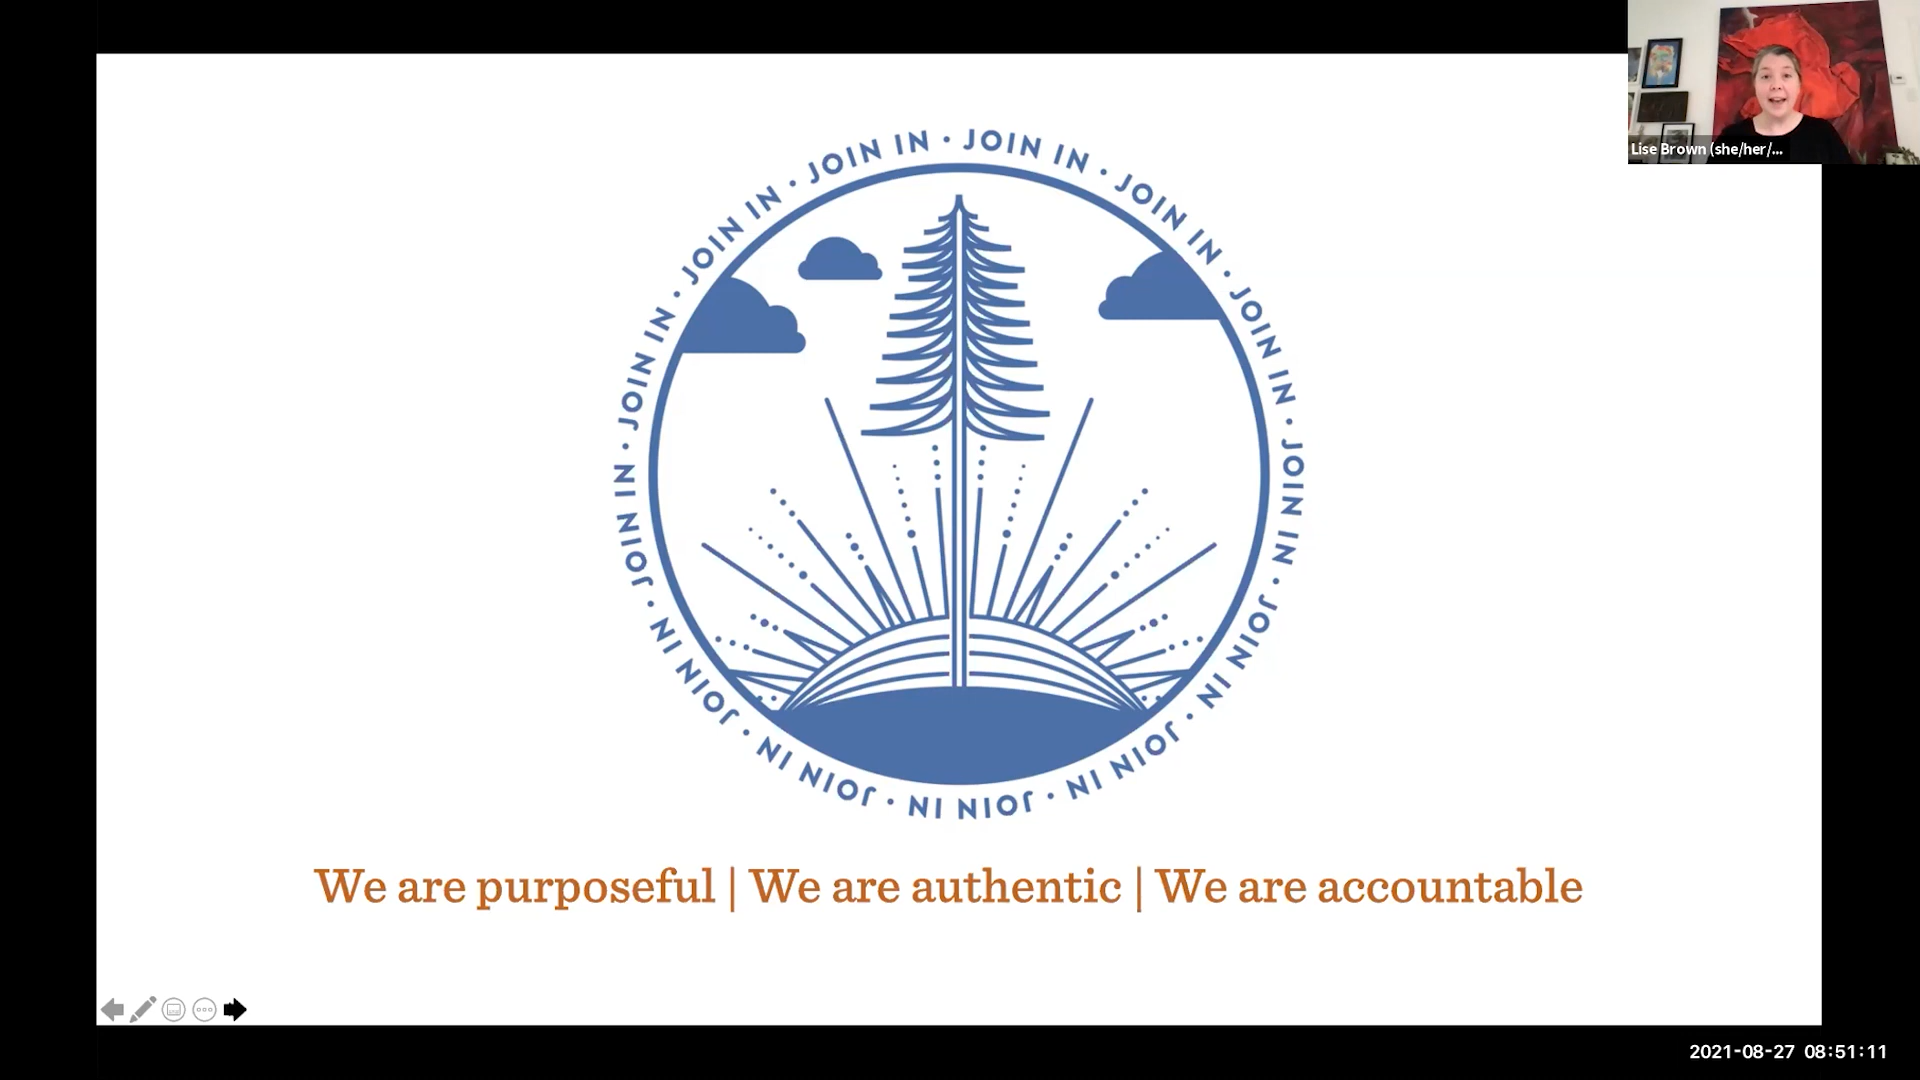 JOIN IN · JOIN IN · JOIN IN · JOIN IN · JOIN IN · JOIN IN · JOIN IN · JOIN IN · JOIN IN · JOIN IN · JOIN IN · JOIN IN · JOIN IN ·
Lise Brown (she/her/...
We are purposeful | We are authentic | We are accountable
2021-08-27 08:51:11